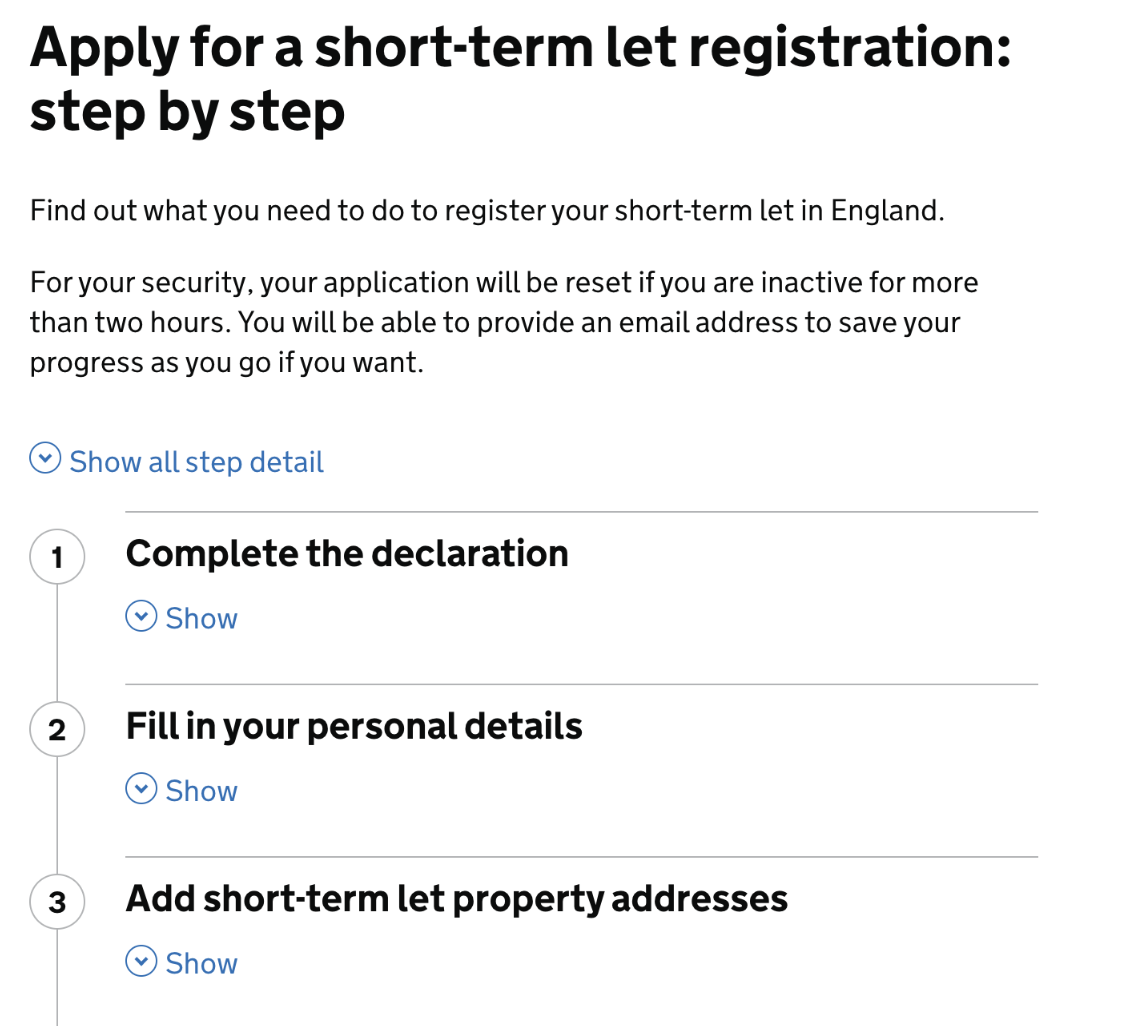 Apply for a short-term let registration:
step by step
Find out what you need to do to register your short-term let in England.
For your security, your application will be reset if you are inactive for more
than two hours. You will be able to provide an email address to save your
progress as you go if you want.
Show all step detail
1 Complete the declaration
Show
2 Fill in your personal details
Show
3 Add short-term let property addresses
Show